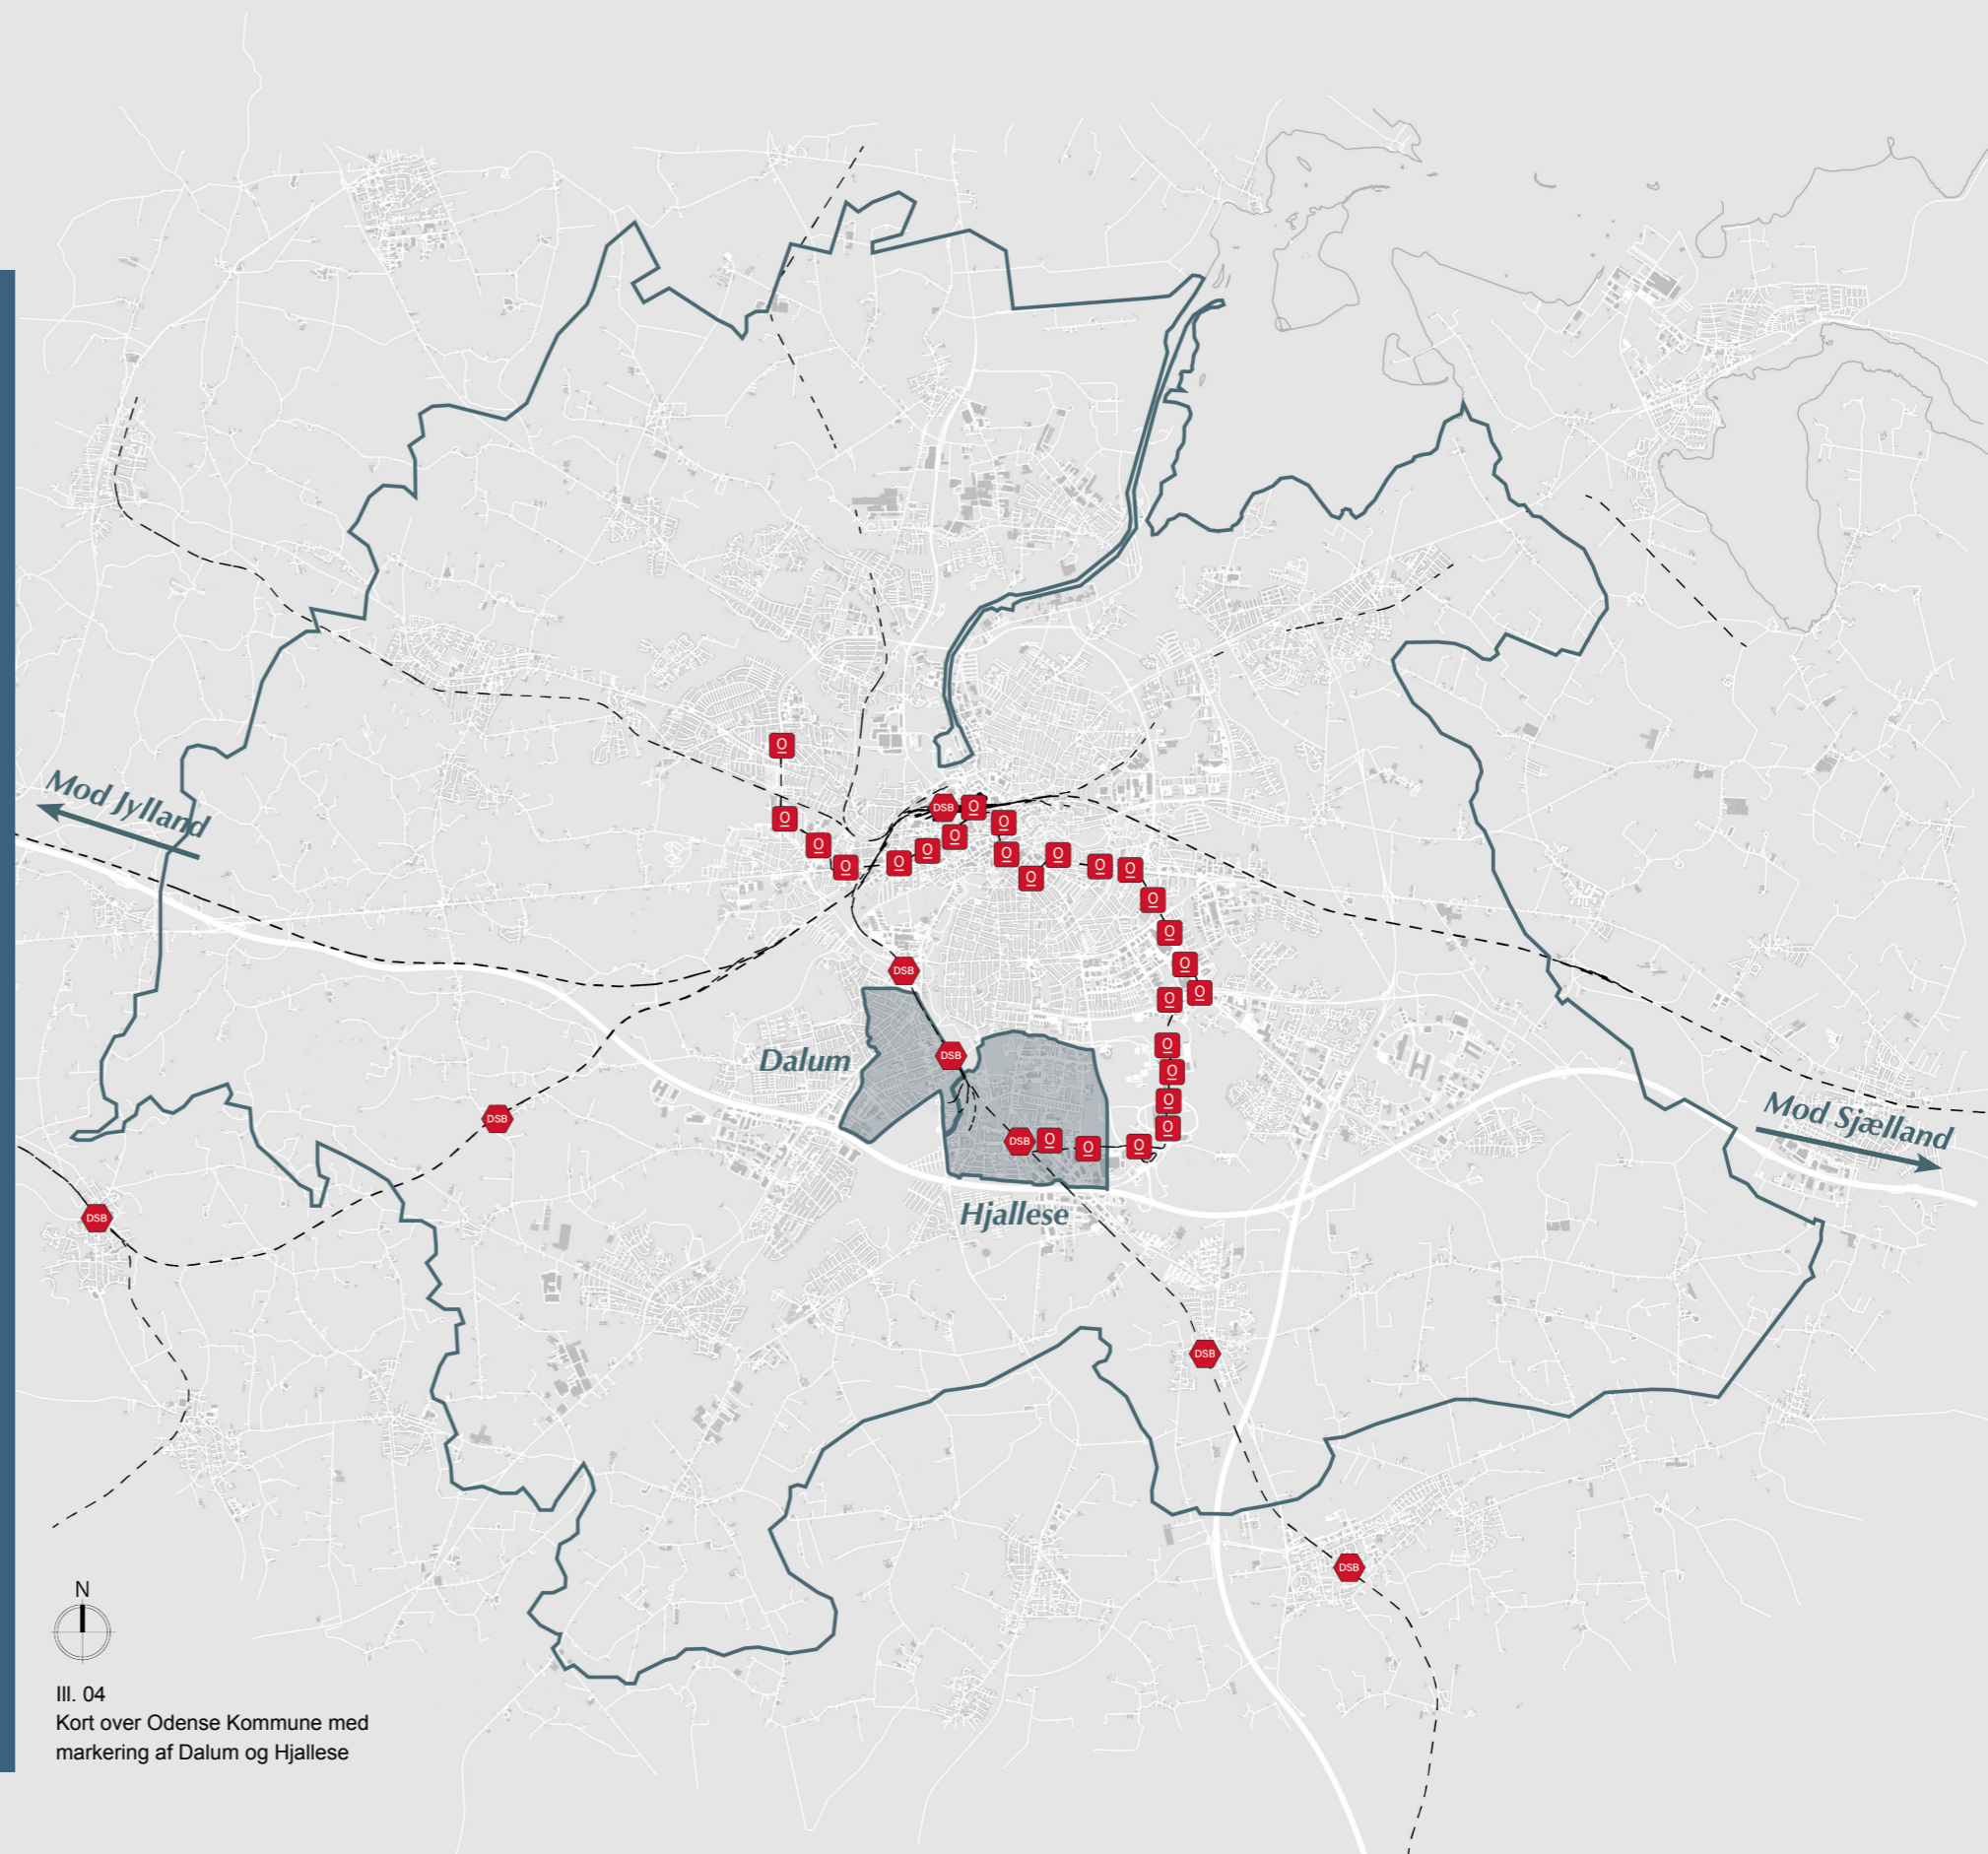 Mod Jylland
O
O
O
O
O
O
O
DSB
O
O
O
O
O
O
O
O
O
O
O
O
DSB
O
O
O
O
O
Dalum
DSB
DSB
O
O
O
Hjallese
Mod Sjælland
DSB
DSB
DSB
DSB
N
Ill. 04
Kort over Odense Kommune med
markering af Dalum og Hjallese